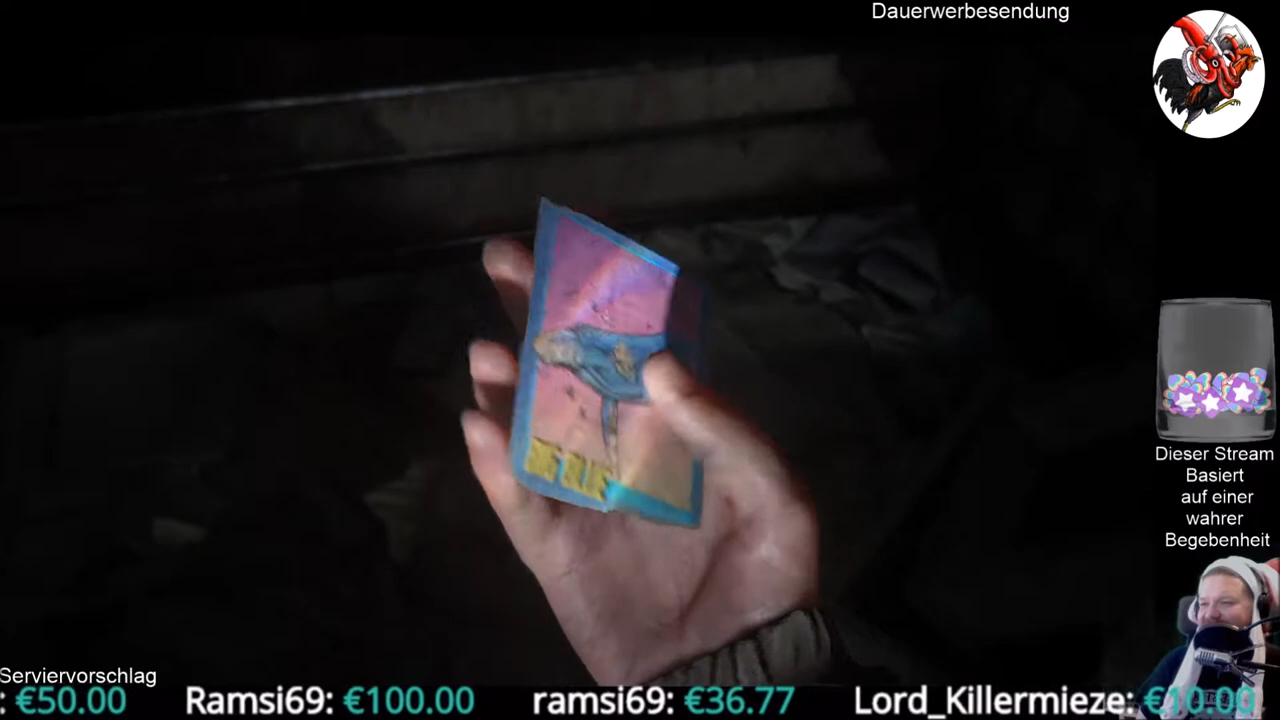 Dauerwerbesendung
Dieser Stream
Basiert
auf einer
wahrer
Begebenheit
Serviervorschlag
: €50.00 Ramsi69: €100.00 ramsi69: €36.77 Lord_Killermieze: €10.00